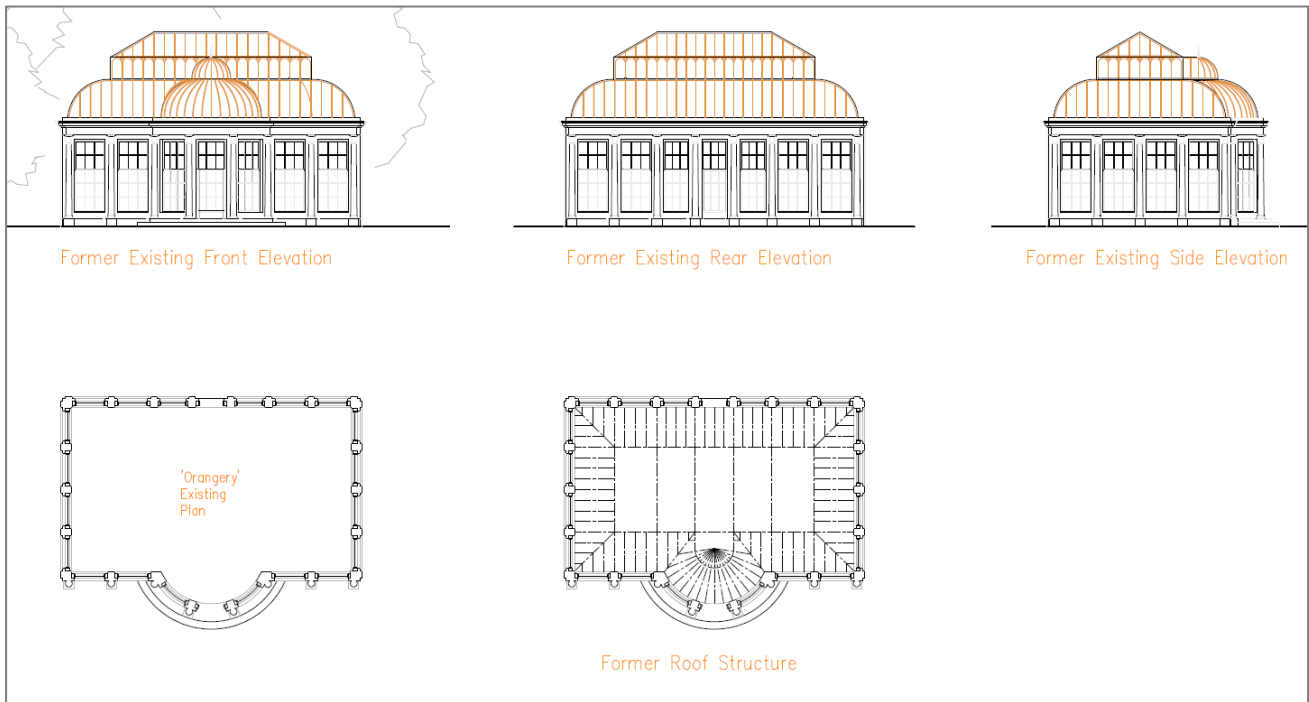 Former Existing Front Elevation
Former Existing Rear Elevation
Former Existing Side Elevation
'Orangery'
Existing
Plan
Former Roof Structure